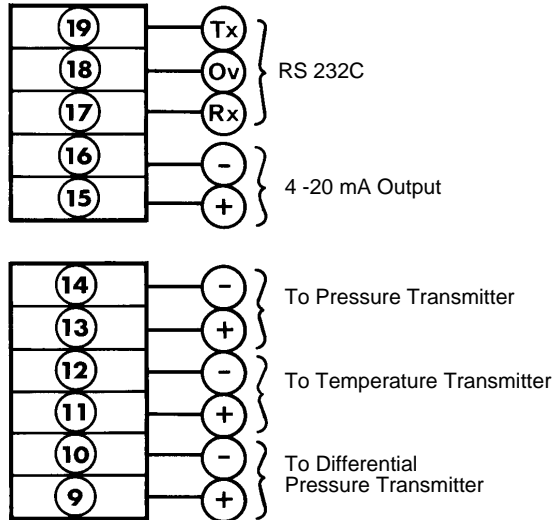 19 Tx
18 Ov RS 232C
17 Rx
16 -
15 + 4 -20 mA Output
14 - To Pressure Transmitter
13 +
12 - To Temperature Transmitter
11 +
10 - To Differential
9 + Pressure Transmitter